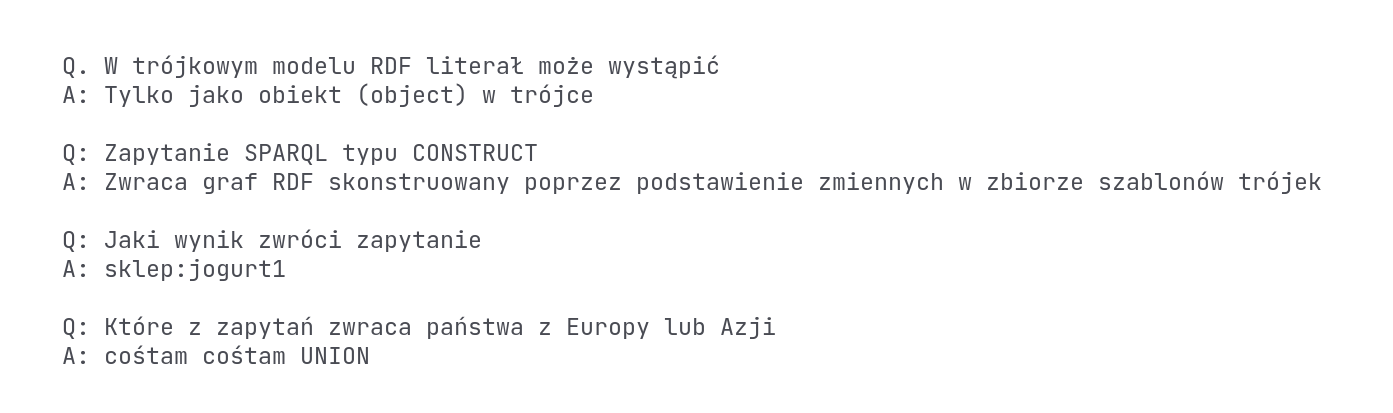 Q. W trójkowym modelu RDF literał może wystąpić
A: Tylko jako obiekt (object) w trójce
Q: Zapytanie SPARQL typu CONSTRUCT
A: Zwraca graf RDF skonstruowany poprzez podstawienie zmiennych w zbiorze szablonów trójek
Q: Jaki wynik zwróci zapytanie
A: sklep:jogurt1
Q: Które z zapytań zwraca państwa z Europy lub Azji
A: cośtam cośtam UNION